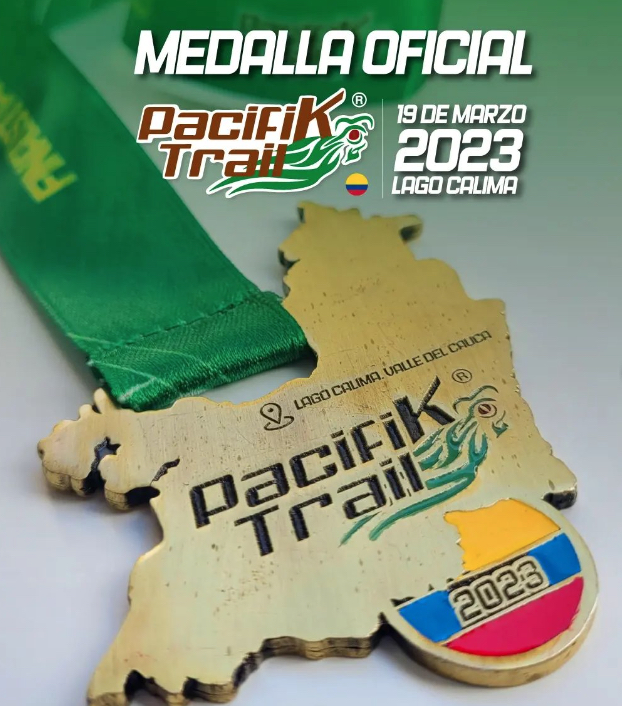 MEDALLA OFICIAL
PacifiK ®
Trail
19 DE MARZO
2023
LAGO CALIMA
LAGO CALIMA. VALLE DEL CAUCA
PacifiK ®
Trail
2023